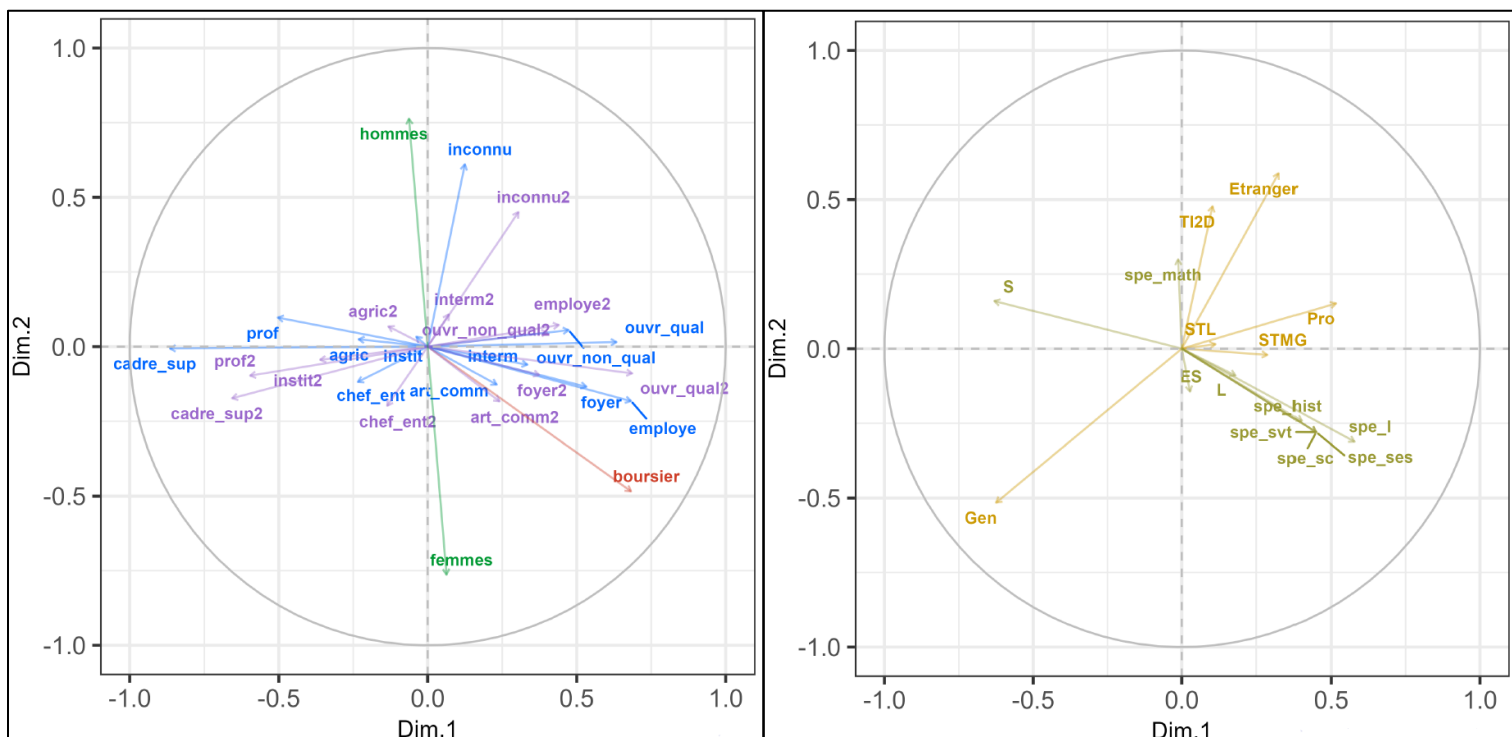 1.0
0.5
0.0
-0.5
-1.0
Dim.2
hommes
inconnu
inconnu2
interm2
employe2
agric2
ouvr_non_qual2
ouvr_qual
prof
agric
instit
interm
ouvr_non_qual
cadre_sup
prof2
instit2
chef_ent
art_comm
foyer2
ouvr_qual2
cadre_sup2
chef_ent2
art_comm2
foyer
employe
boursier
femmes
-1.0
-0.5
0.0
0.5
1.0
Dim.1
1.0
0.5
0.0
-0.5
-1.0
Dim.2
Etranger
TI2D
spe_math
S
Pro
STL
STMG
ES
L
spe_hist
spe_l
spe_svt
spe_sc
spe_ses
Gen
-1.0
-0.5
0.0
0.5
1.0
Dim.1